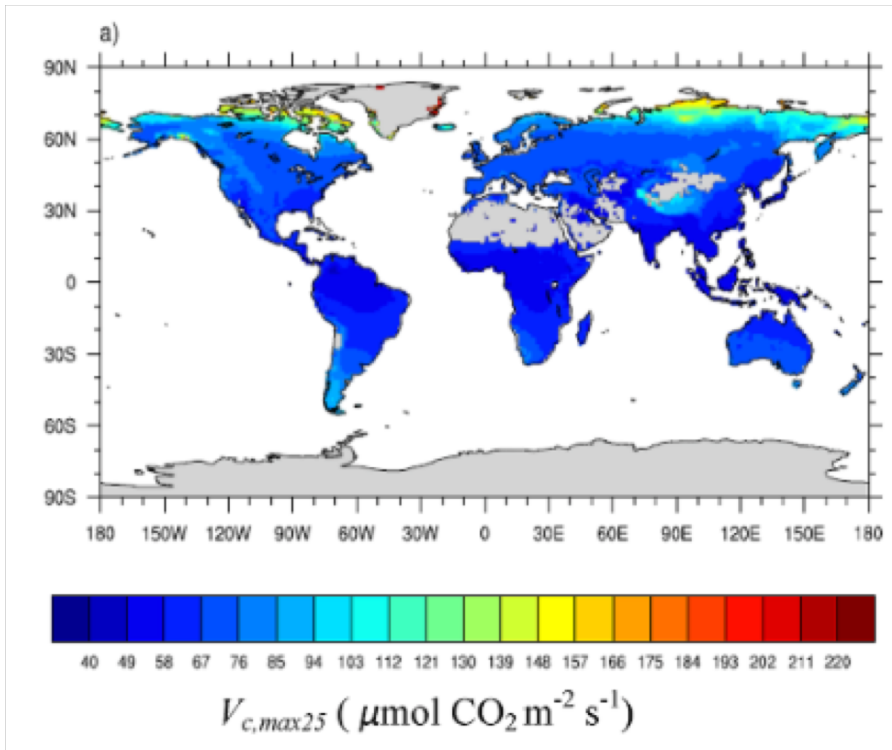 a)
90N
60N
30N
0
30S
60S
90S
180 150W 120W 90W 60W 30W 0 30E 60E 90E 120E 150E 180
40 49 58 67 76 85 94 103 112 121 130 139 148 157 166 175 184 193 202 211 220
V_{c,max25} ( μmol CO₂ m⁻² s⁻¹)